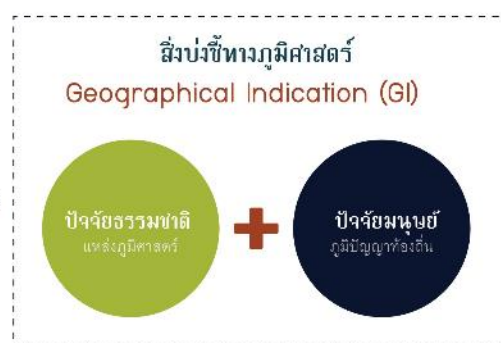 สิ่งบ่งชี้ทางภูมิศาสตร์
Geographical Indication (GI)
ปัจจัยธรรมชาติ
แหล่งภูมิศาสตร์
+
ปัจจัยมนุษย์
ภูมิปัญญาท้องถิ่น